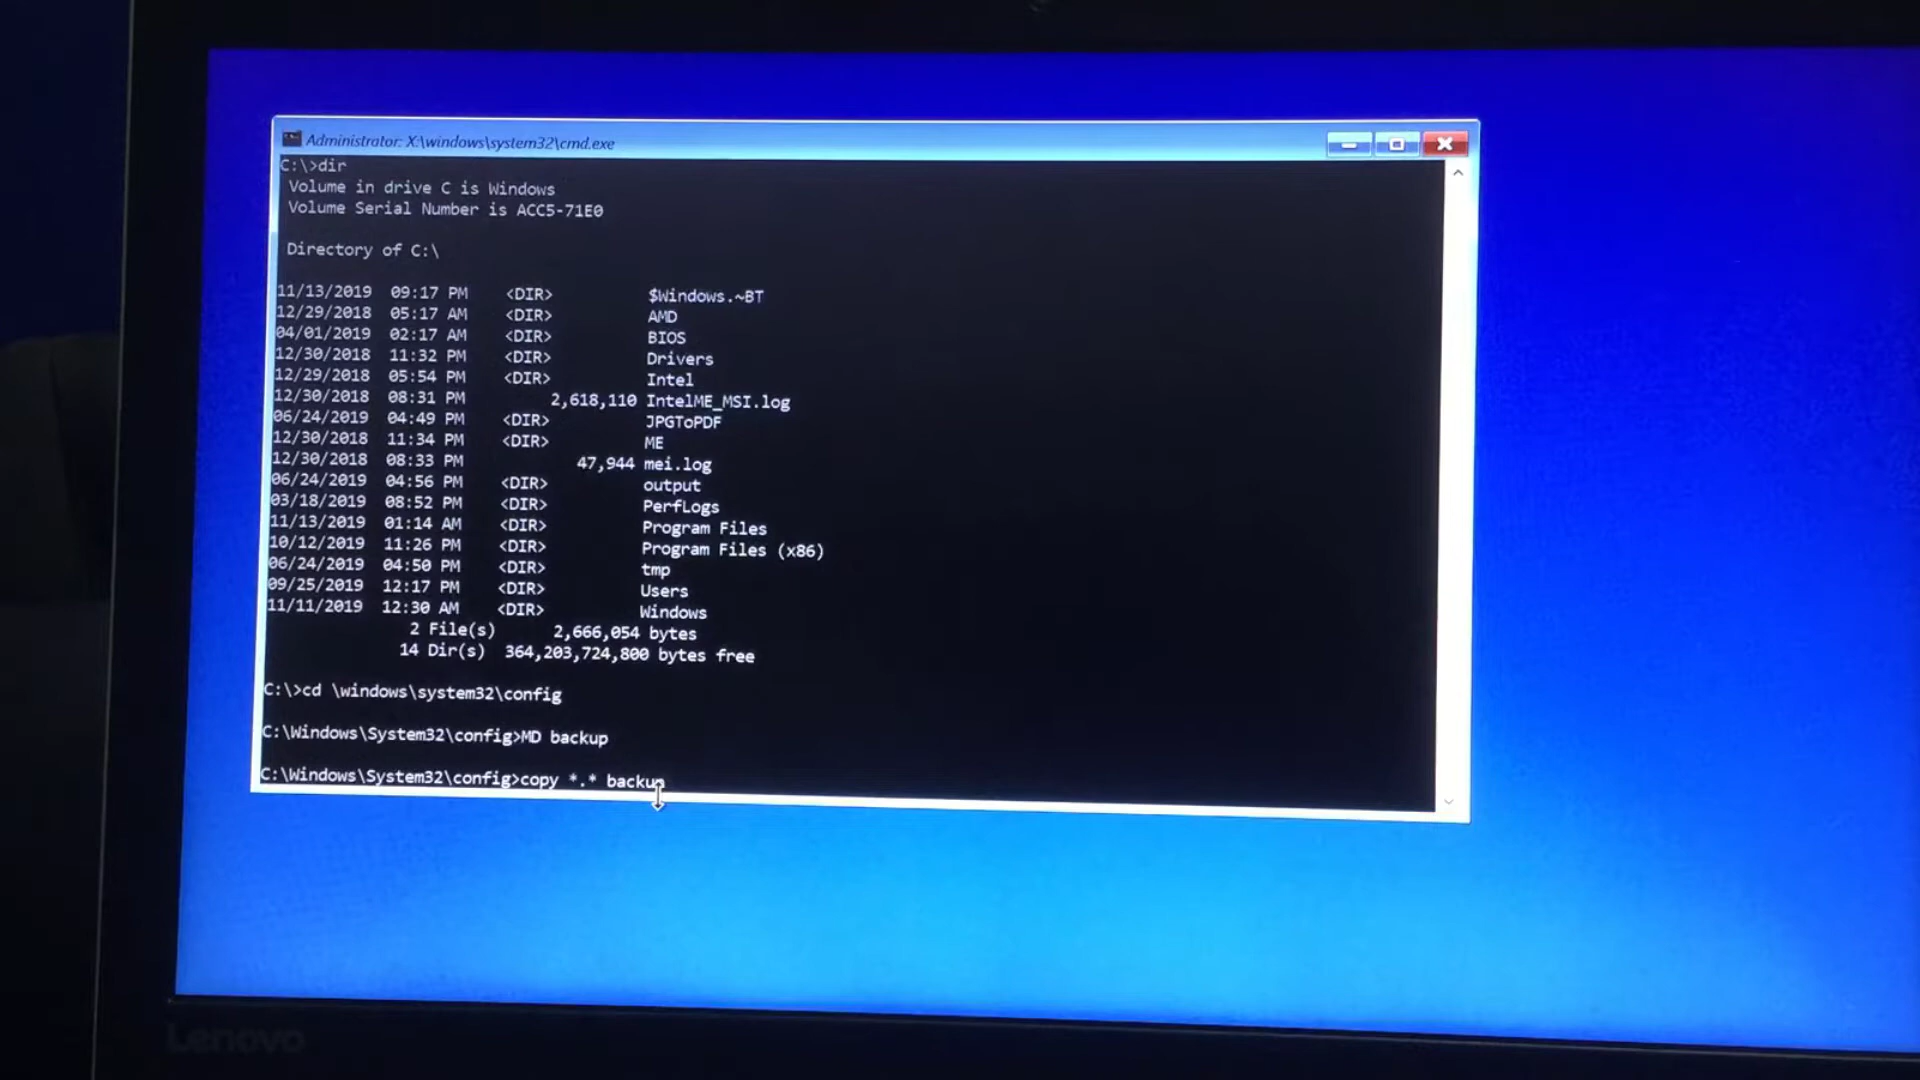 Administrator: X:\windows\system32\cmd.exe
C:\>dir
Volume in drive C is Windows
Volume Serial Number is ACC5-71E0
Directory of C:\
11/13/2019 09:17 PM <DIR> $Windows.~BT
12/29/2018 05:17 AM <DIR> AMD
04/01/2019 02:17 AM <DIR> BIOS
12/30/2018 11:32 PM <DIR> Drivers
12/29/2018 05:54 PM <DIR> Intel
12/30/2018 08:31 PM 2,618,110 IntelME_MSI.log
06/24/2019 04:49 PM <DIR> JPGToPDF
12/30/2018 11:34 PM <DIR> ME
12/30/2018 08:33 PM 47,944 mei.log
06/24/2019 04:56 PM <DIR> output
03/18/2019 08:52 PM <DIR> PerfLogs
11/13/2019 01:14 AM <DIR> Program Files
10/12/2019 11:26 PM <DIR> Program Files (x86)
06/24/2019 04:50 PM <DIR> tmp
09/25/2019 12:17 PM <DIR> Users
11/11/2019 12:30 AM <DIR> Windows
2 File(s) 2,666,054 bytes
14 Dir(s) 364,203,724,800 bytes free
C:\>cd \windows\system32\config
C:\Windows\System32\config>MD backup
C:\Windows\System32\config>copy *.* backup
Lenovo